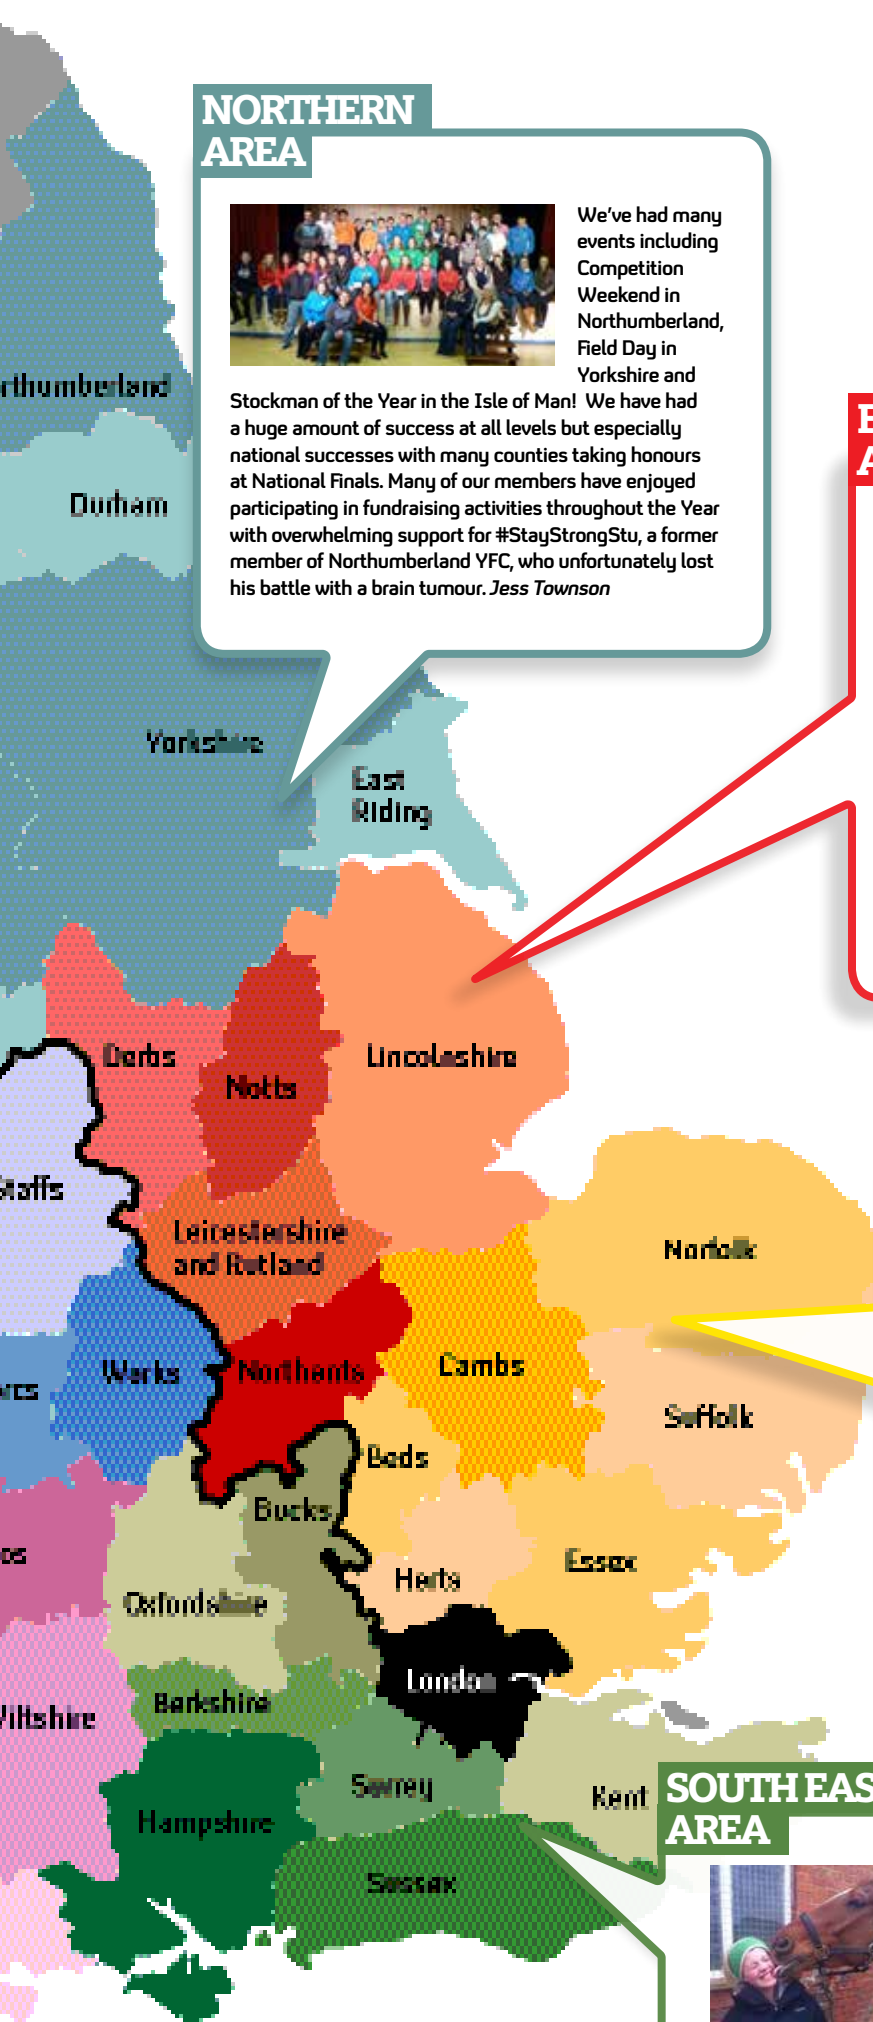 NORTHERN
AREA
We've had many
events including
Competition
Weekend in
Northumberland,
Field Day in
Yorkshire and
Stockman of the Year in the Isle of Man! We have had
a huge amount of success at all levels but especially
national successes with many counties taking honours
at National Finals. Many of our members have enjoyed
participating in fundraising activities throughout the Year
with overwhelming support for #StayStrongStu, a former
member of Northumberland YFC, who unfortunately lost
his battle with a brain tumour. Jess Townson
rthumberland
Durham
Yorkshire
East
Riding
Derbs
Notts
Lincolnshire
Staffs
Leicestershire
and Rutland
Norfolk
Warks
Northants
Cambs
Suffolk
Beds
Bucks
Essex
Herts
Oxfordshire
London
Berkshire
Wiltshire
Surrey
Kent
SOUTH EAS
AREA
Hampshire
Sussex